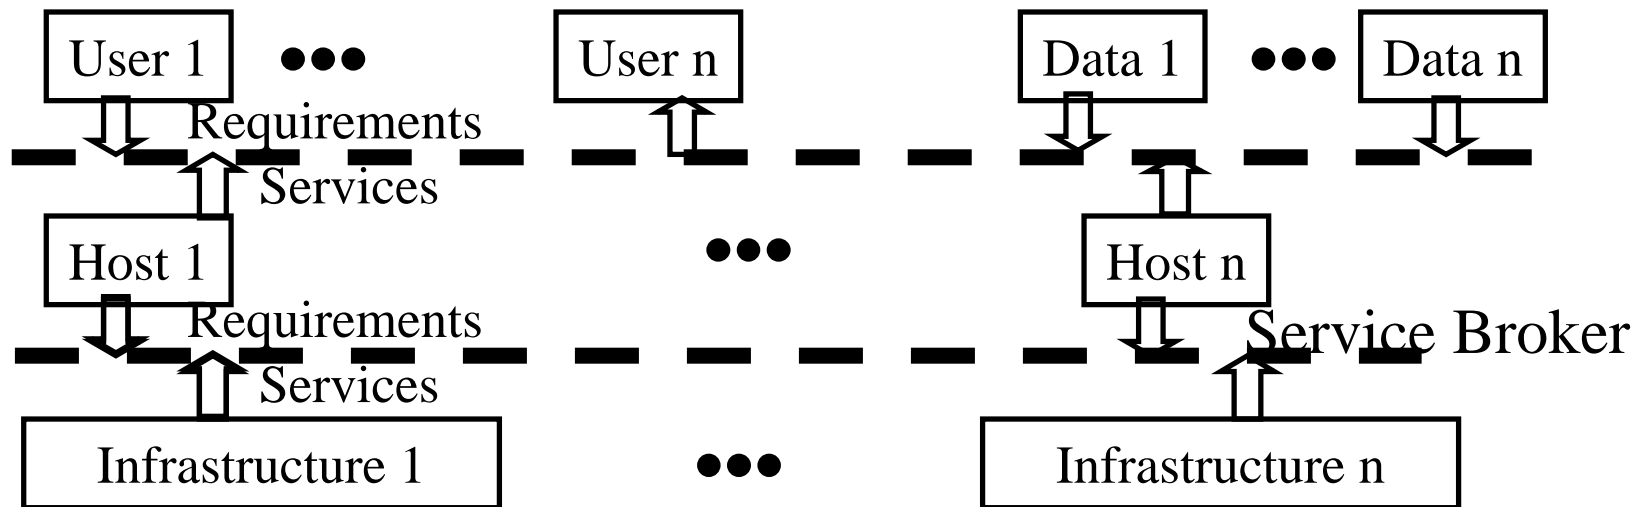 User 1
User n
Data 1
Data n
Requirements
Services
Host 1
Host n
Requirements
Service Broker
Services
Infrastructure 1
Infrastructure n